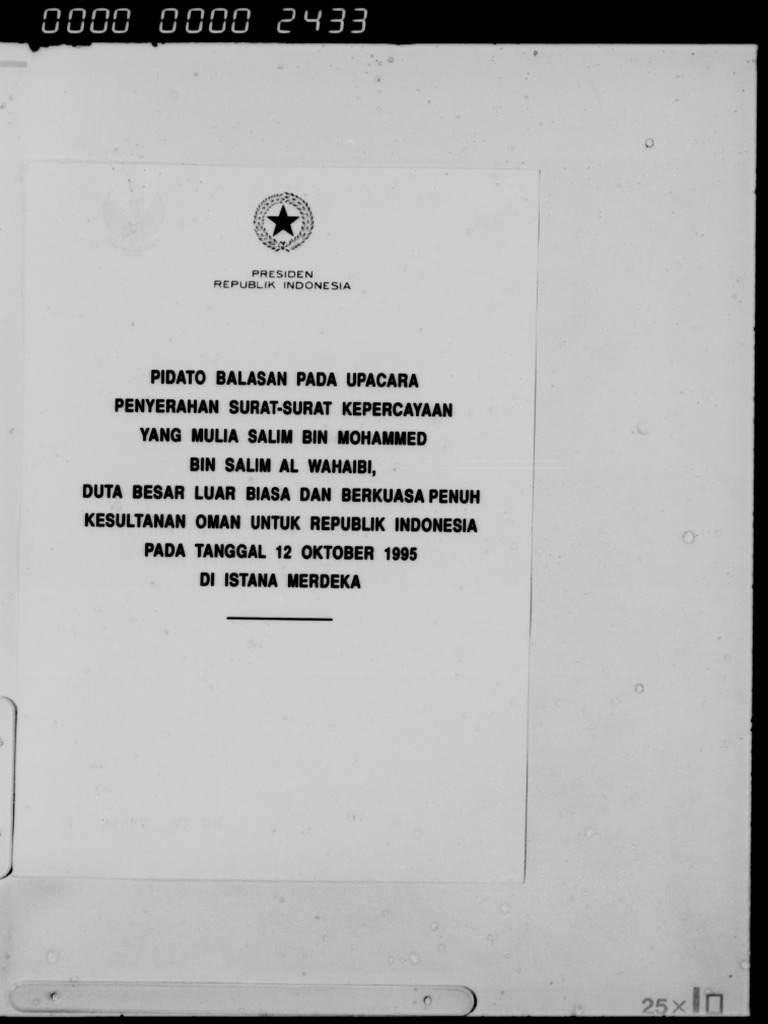 0000 0000 2433
PRESIDEN
REPUBLIK INDONESIA
PIDATO BALASAN PADA UPACARA
PENYERAHAN SURAT-SURAT KEPERCAYAAN
YANG MULIA SALIM BIN MOHAMMED
BIN SALIM AL WAHAIBI,
DUTA BESAR LUAR BIASA DAN BERKUASA PENUH
KESULTANAN OMAN UNTUK REPUBLIK INDONESIA
PADA TANGGAL 12 OKTOBER 1995
DI ISTANA MERDEKA
25×